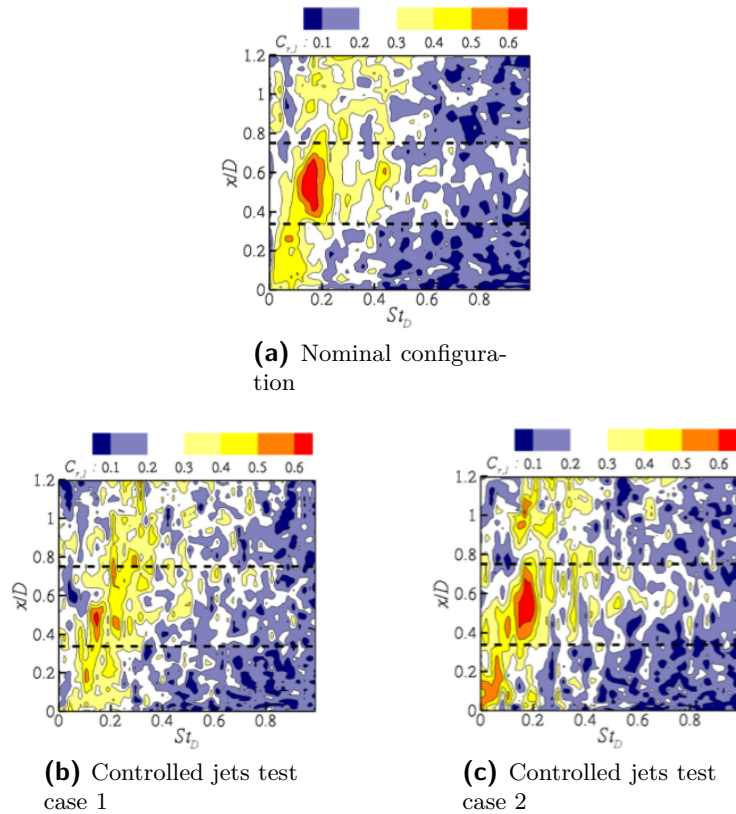 C_{r,1} : 0.1 0.2 0.3 0.4 0.5 0.6
1.2
1
0.8
0.6
0.4
0.2
0
x/D
0 0.2 0.4 0.6 0.8
St_D
(a) Nominal configura-
tion
C_{r,1} : 0.1 0.2 0.3 0.4 0.5 0.6
1.2
1
0.8
0.6
0.4
0.2
0
x/D
0 0.2 0.4 0.6 0.8
St_D
(b) Controlled jets test
case 1
C_{r,1} : 0.1 0.2 0.3 0.4 0.5 0.6
1.2
1
0.8
0.6
0.4
0.2
0
x/D
0 0.2 0.4 0.6 0.8
St_D
(c) Controlled jets test
case 2